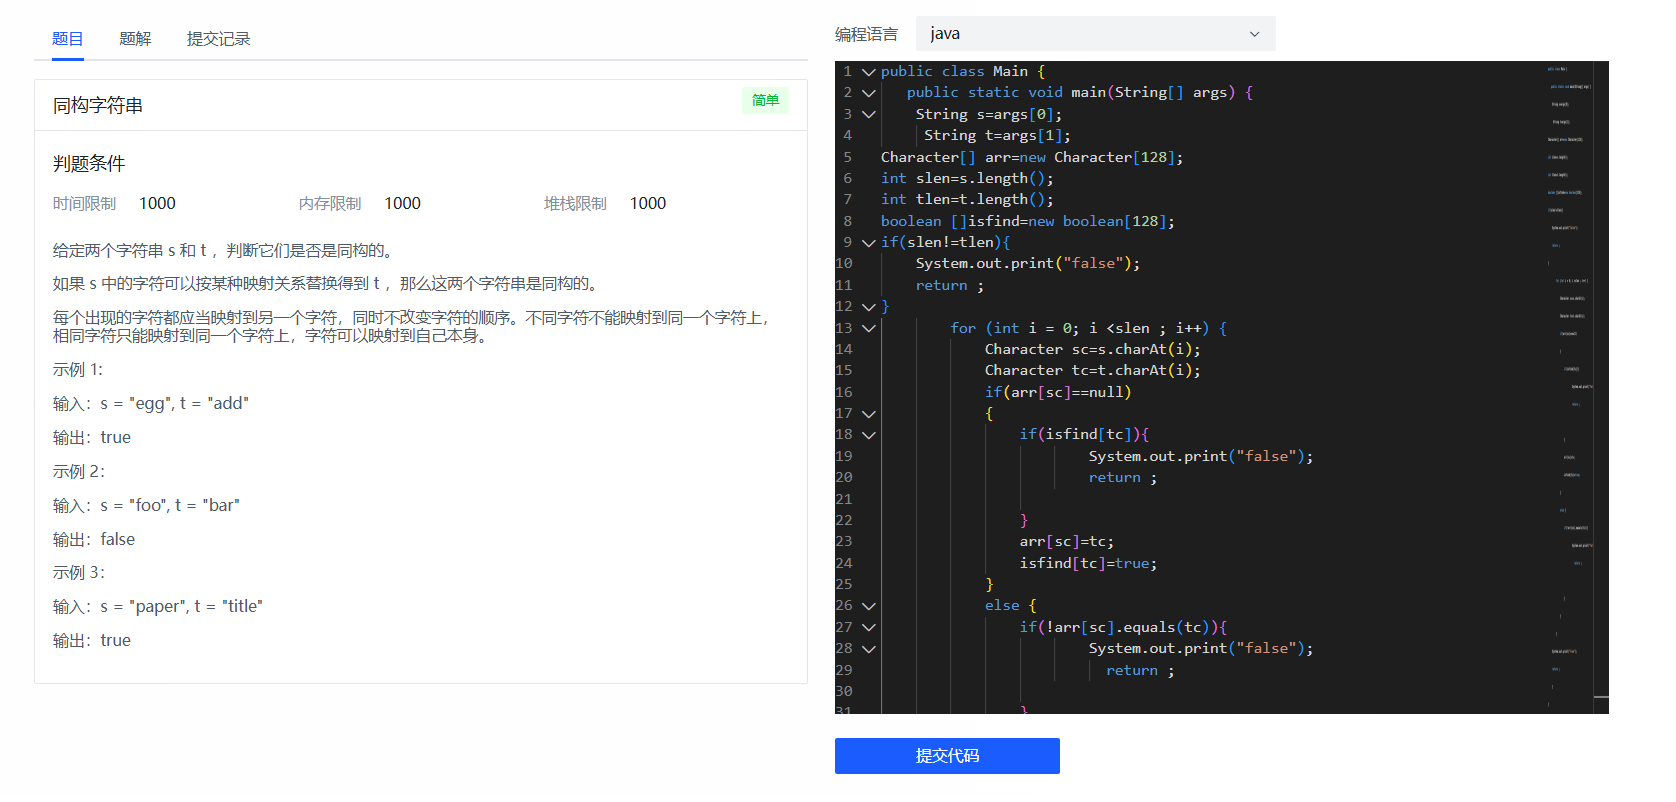 题目 题解 提交记录
同构字符串 简单
判题条件
时间限制 1000 内存限制 1000 堆栈限制 1000
给定两个字符串 s 和 t ，判断它们是否是同构的。
如果 s 中的字符可以按某种映射关系替换得到 t ，那么这两个字符串是同构的。
每个出现的字符都应当映射到另一个字符，同时不改变字符的顺序。不同字符不能映射到同一个字符上，
相同字符只能映射到同一个字符上，字符可以映射到自己本身。
示例 1:
输入：s = "egg", t = "add"
输出：true
示例 2：
输入：s = "foo", t = "bar"
输出：false
示例 3：
输入：s = "paper", t = "title"
输出：true
编程语言 java
1 public class Main {
2 public static void main(String[] args) {
3 String s=args[0];
4 String t=args[1];
5 Character[] arr=new Character[128];
6 int slen=s.length();
7 int tlen=t.length();
8 boolean []isfind=new boolean[128];
9 if(slen!=tlen){
10 System.out.print("false");
11 return ;
12 }
13 for (int i = 0; i <slen ; i++) {
14 Character sc=s.charAt(i);
15 Character tc=t.charAt(i);
16 if(arr[sc]==null)
17 {
18 if(isfind[tc]){
19 System.out.print("false");
20 return ;
21
22 }
23 arr[sc]=tc;
24 isfind[tc]=true;
25 }
26 else {
27 if(!arr[sc].equals(tc)){
28 System.out.print("false");
29 return ;
30
31 }
提交代码